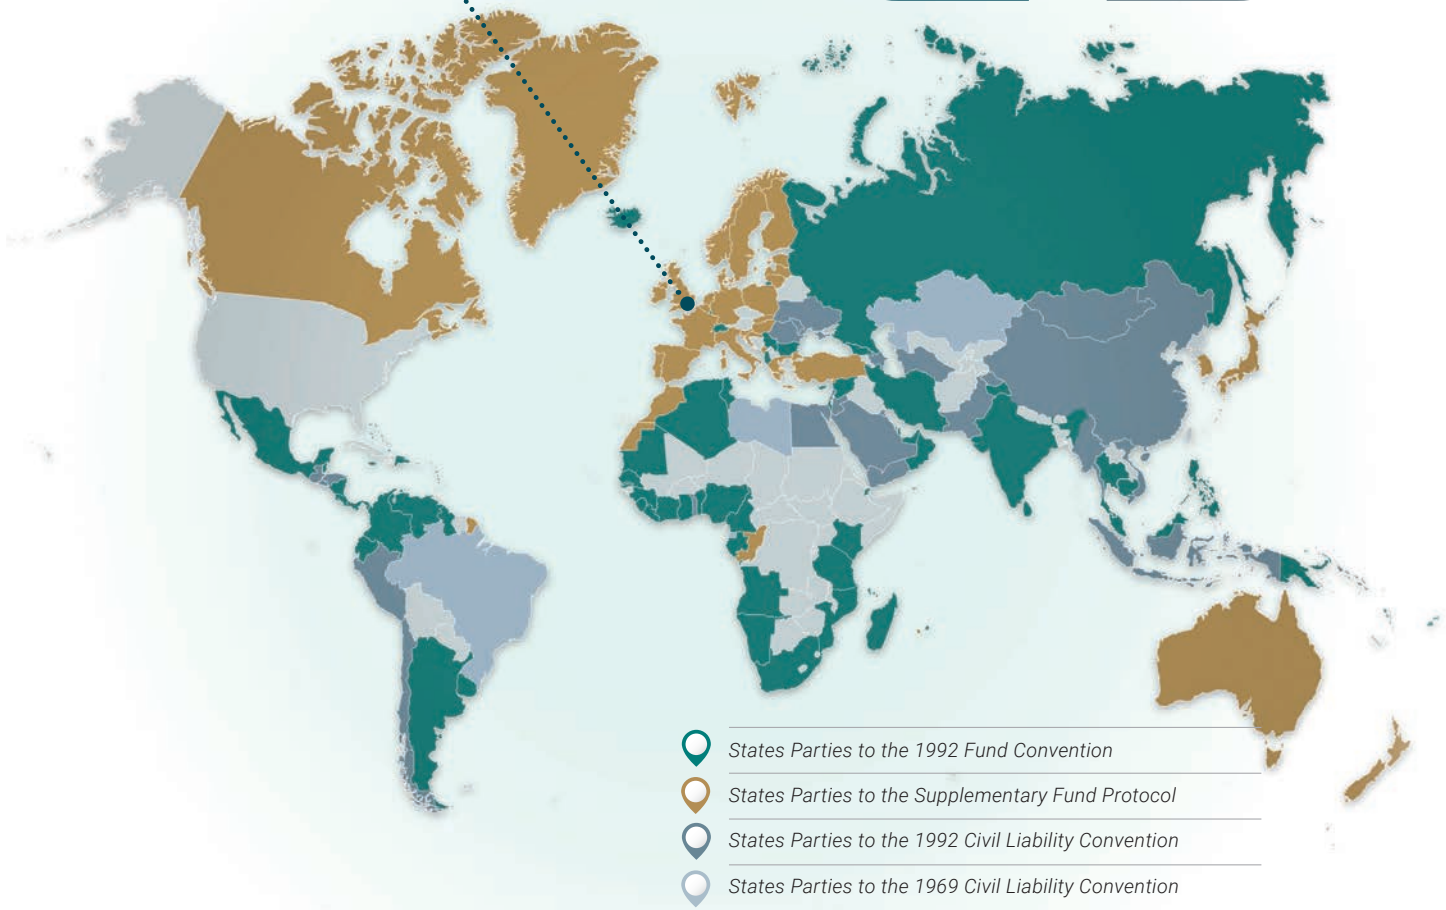 States Parties to the 1992 Fund Convention
States Parties to the Supplementary Fund Protocol
States Parties to the 1992 Civil Liability Convention
States Parties to the 1969 Civil Liability Convention